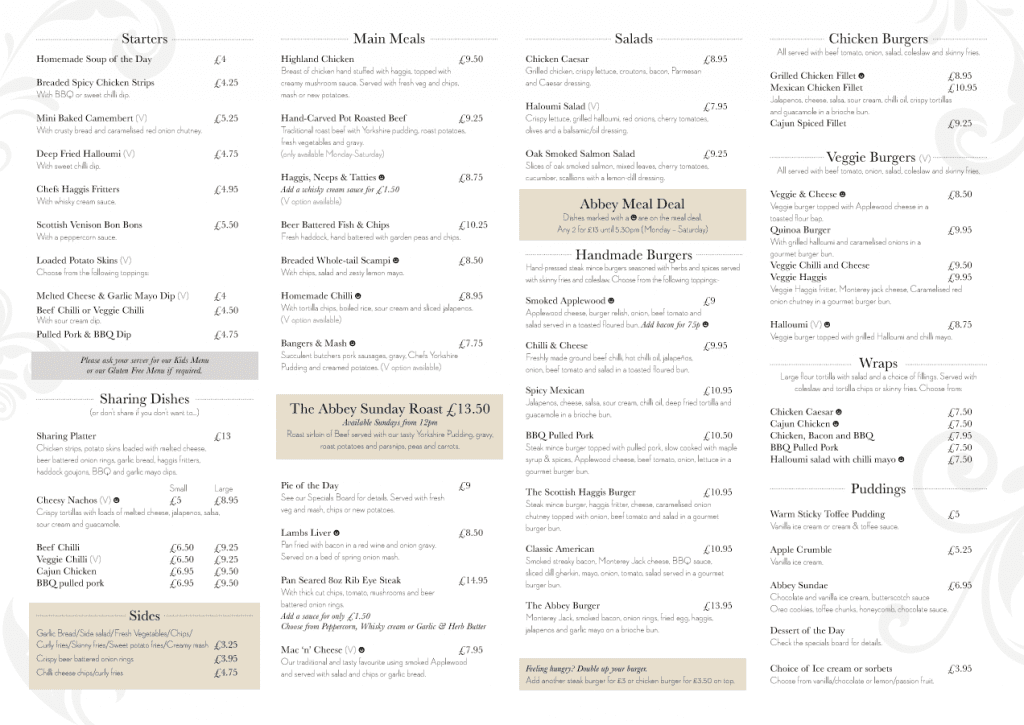 Starters
Homemade Soup of the Day £4
Breaded Spicy Chicken Strips £4.25
With BBQ or sweet chilli dip.
Mini Baked Camembert (V) £5.25
With crusty bread and caramelised red onion chutney.
Deep Fried Halloumi (V) £4.75
With sweet chilli dip.
Chefs Haggis Fritters £4.95
With whisky cream sauce.
Scottish Venison Bon Bons £5.50
With a peppercorn sauce.
Loaded Potato Skins (V)
Choose from the following toppings:
Melted Cheese & Garlic Mayo Dip (V) £4
Beef Chilli or Veggie Chilli £4.50
With sour cream dip.
Pulled Pork & BBQ Dip £4.75
Please ask your server for our Kids Menu
or our Gluten Free Menu if required.
Sharing Dishes
(or don't share if you don't want to...)
Sharing Platter £13
Chicken strips, potato skins loaded with melted cheese,
beer battered onion rings, garlic bread, haggis fritters,
haddock goujons, BBQ and garlic mayo dips.
Small Large
Cheesy Nachos (V) £5 £8.95
Crispy tortillas with loads of melted cheese, jalapenos, salsa,
sour cream and guacamole.
Beef Chilli £6.50 £9.25
Veggie Chilli (V) £6.50 £9.25
Cajun Chicken £6.95 £9.50
BBQ pulled pork £6.95 £9.50
Sides
Garlic Bread/Side salad/Fresh Vegetables/Chips/
Curly fries/Skinny fries/Sweet potato fries/Creamy mash £3.25
Crispy beer battered onion rings £3.95
Chilli cheese chips/curly fries £4.75
Main Meals
Highland Chicken £9.50
Breast of chicken hard stuffed with haggis, topped with
creamy mushroom sauce. Served with fresh veg and chips,
mash or new potatoes.
Hand-Carved Pot Roasted Beef £9.25
Traditional roast beef with Yorkshire pudding, roast potatoes,
fresh vegetables and gravy.
(only available Monday-Saturday)
Haggis, Neeps & Tatties £8.75
Add a whisky cream sauce for £1.50
(V option available)
Beer Battered Fish & Chips £10.25
Fresh haddock, hand battered with garden peas and chips.
Breaded Whole-tail Scampi £8.50
With chips, salad and zesty lemon mayo.
Homemade Chilli £8.95
With tortilla chips, boiled rice, sour cream and sliced jalapenos.
(V option available)
Bangers & Mash £7.75
Succulent butchers pork sausages, gravy, Chefs Yorkshire
Pudding and creamed potatoes. (V option available)
The Abbey Sunday Roast £13.50
Available Sundays from 12pm
Roast sirloin of Beef served with our tasty Yorkshire Pudding, gravy,
roast potatoes and parsnips, peas and carrots.
Pie of the Day £9
See our Specials Board for details. Served with fresh
veg and mash, chips or new potatoes.
Lambs Liver £8.50
Pan fried with bacon in a red wine and onion gravy.
Served on a bed of spring onion mash.
Pan Seared 8oz Rib Eye Steak £14.95
With thick cut chips, tomato, mushrooms and beer
battered onion rings.
Add a sauce for only £1.50
Choose from Peppercorn, Whisky cream or Garlic & Herb Butter
Mac 'n' Cheese (V) £7.95
Our traditional and tasty favourite using smoked Applewood
and served with salad and chips or garlic bread.
Salads
Chicken Caesar £8.95
Grilled chicken, crispy lettuce, croutons, bacon, Parmesan
and Caesar dressing.
Haloumi Salad (V) £7.95
Crispy lettuce, grilled halloumi, red onions, cherry tomatoes,
olives and a balsamic/oil dressing.
Oak Smoked Salmon Salad £9.25
Slices of oak smoked salmon, mixed leaves, cherry tomatoes,
cucumber, scallions with a lemon-dill dressing.
Abbey Meal Deal
Dishes marked with a are on the meal deal.
Any 2 for £13 until 5.30pm (Monday - Saturday)
Handmade Burgers
Hand-pressed steak mince burgers seasoned with herbs and spices served
with skinny fries and coleslaw. Choose from the following toppings:-
Smoked Applewood £9
Applewood cheese, burger relish, onion, beef tomato and
salad served in a toasted floured bun. Add bacon for 75p
Chilli & Cheese £9.95
Freshly made ground beef chilli, hot chilli oil, jalapeños,
onion, beef tomato and salad in a toasted floured bun.
Spicy Mexican £10.95
Jalapenos, cheese, salsa, sour cream, chilli oil, deep fried tortilla and
guacamole in a brioche bun.
BBQ Pulled Pork £10.50
Steak mince burger topped with pulled pork, slow cooked with maple
syrup & spices, Applewood cheese, beef tomato, onion, lettuce in a
gourmet burger bun.
The Scottish Haggis Burger £10.95
Steak mince burger, haggis fritter, cheese, caramelised onion
chutney topped with onion, beef tomato and salad in a gourmet
burger bun.
Classic American £10.95
Smoked streaky bacon, Monterey Jack cheese, BBQ sauce,
sliced dill gherkin, mayo, onion, tomato, salad served in a gourmet
burger bun.
The Abbey Burger £13.95
Monterey Jack, smoked bacon, onion rings, fried egg, haggis,
jalapenos and garlic mayo on a brioche bun.
Feeling hungry? Double up your burger.
Add another steak burger for £3 or chicken burger for £3.50 on top.
Chicken Burgers
All served with beef tomato, onion, salad, coleslaw and skinny fries.
Grilled Chicken Fillet £8.95
Mexican Chicken Fillet £10.95
Jalapenos, cheese, salsa, sour cream, chilli oil, crispy tortillas
and guacamole in a brioche bun.
Cajun Spiced Fillet £9.25
Veggie Burgers (V)
All served with beef tomato, onion, salad, coleslaw and skinny fries.
Veggie & Cheese £8.50
Veggie burger topped with Applewood cheese in a
toasted flour bap.
Quinoa Burger £9.95
With grilled halloumi and caramelised onions in a
gourmet burger bun.
Veggie Chilli and Cheese £9.50
Veggie Haggis £9.95
Veggie Haggis fritter, Monterey jack cheese, Caramelised red
onion chutney in a gourmet burger bun.
Halloumi (V) £8.75
Veggie burger topped with grilled Halloumi and chilli mayo.
Wraps
Large flour tortilla with salad and a choice of fillings. Served with
coleslaw and tortilla chips or skinny fries. Choose from:
Chicken Caesar £7.50
Cajun Chicken £7.50
Chicken, Bacon and BBQ £7.95
BBQ Pulled Pork £7.50
Halloumi salad with chilli mayo £7.50
Puddings
Warm Sticky Toffee Pudding £5
Vanilla ice cream or cream & toffee sauce.
Apple Crumble £5.25
Vanilla ice cream.
Abbey Sundae £6.95
Chocolate and vanilla ice cream, butterscotch sauce
Oreo cookies, toffee chunks, honeycomb, chocolate sauce.
Dessert of the Day
Check the specials board for details.
Choice of Ice cream or sorbets £3.95
Choose from vanilla/chocolate or lemon/passion fruit.